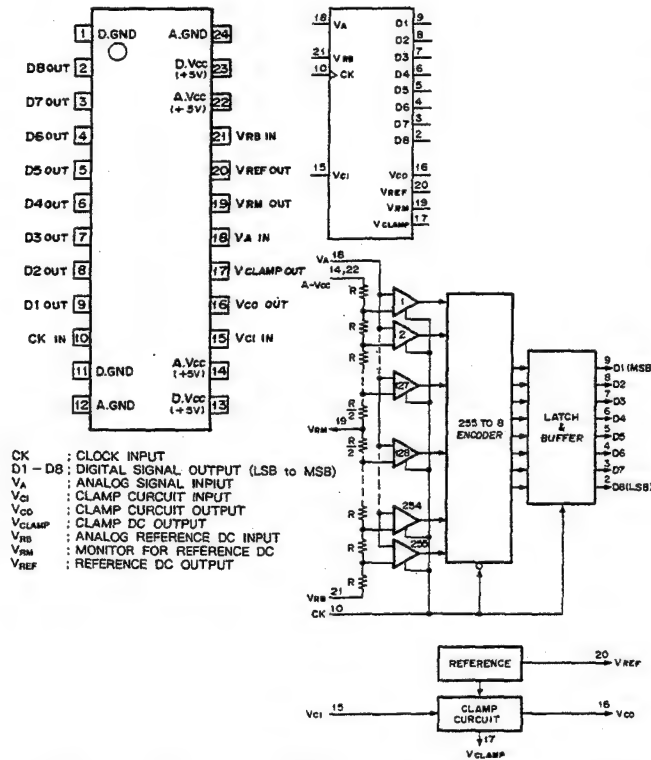 1 D.GND A.GND 24
D8 OUT 2 D.Vcc (+5V) 23
D7 OUT 3 A.Vcc (+5V) 22
D6 OUT 4 21 VRB IN
D5 OUT 5 20 VREF OUT
D4 OUT 6 19 VRM OUT
D3 OUT 7 18 VA IN
D2 OUT 8 17 VCLAMP OUT
D1 OUT 9 16 VCO OUT
CK IN 10 15 VCI IN
11 D.GND A.Vcc (+5V) 14
12 A.GND D.Vcc (+5V) 13
CK : CLOCK INPUT
D1 - D8 : DIGITAL SIGNAL OUTPUT (LSB to MSB)
VA : ANALOG SIGNAL INPIUT
VCI : CLAMP CURCUIT INPUT
VCO : CLAMP CURCUIT OUTPUT
VCLAMP : CLAMP DC OUTPUT
VRB : ANALOG REFERENCE DC INPUT
VRM : MONITOR FOR REFERENCE DC
VREF : REFERENCE DC OUTPUT
18 VA D1 9
D2 8
21 VRB D3 7
10 CK D4 6
D5 5
D6 4
D7 3
D8 2
15 VCI VCO 16
VREF 20
VRM 19
VCLAMP 17
VA 18
14,22
A-Vcc
R
1
R
2
R
127
R/2
VRM 19
R/2
128
R
254
R
255
R
VRB 21
CK 10
255 TO 8
ENCODER
LATCH
&
BUFFER
9 D1 (MSB)
8 D2
7 D3
6 D4
5 D5
4 D6
3 D7
2 D8 (LSB)
REFERENCE 20 VREF
VCI 15 CLAMP
CURCUIT 16 VCO
17
VCLAMP